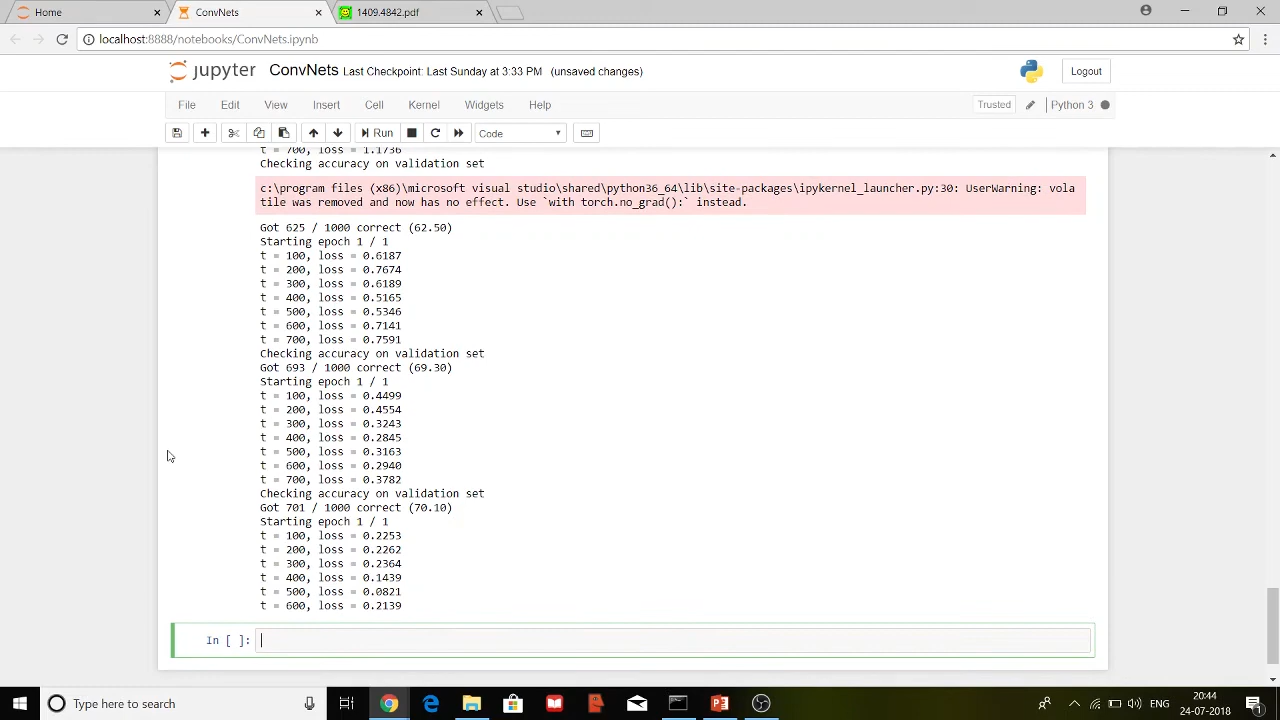 Home
ConvNets
1409.4842.pdf
localhost:8888/notebooks/ConvNets.ipynb
jupyter ConvNets Last Checkpoint: Last Sunday at 3:33 PM (unsaved changes)
Logout
File Edit View Insert Cell Kernel Widgets Help
Trusted
Python 3
Run
Code
t = 700, loss = 1.1736
Checking accuracy on validation set
c:\program files (x86)\microsoft visual studio\shared\python36_64\lib\site-packages\ipykernel_launcher.py:30: UserWarning: vola
tile was removed and now has no effect. Use `with torch.no_grad():` instead.
Got 625 / 1000 correct (62.50)
Starting epoch 1 / 1
t = 100, loss = 0.6187
t = 200, loss = 0.7674
t = 300, loss = 0.6189
t = 400, loss = 0.5165
t = 500, loss = 0.5346
t = 600, loss = 0.7141
t = 700, loss = 0.7591
Checking accuracy on validation set
Got 693 / 1000 correct (69.30)
Starting epoch 1 / 1
t = 100, loss = 0.4499
t = 200, loss = 0.4554
t = 300, loss = 0.3243
t = 400, loss = 0.2845
t = 500, loss = 0.3163
t = 600, loss = 0.2940
t = 700, loss = 0.3782
Checking accuracy on validation set
Got 701 / 1000 correct (70.10)
Starting epoch 1 / 1
t = 100, loss = 0.2253
t = 200, loss = 0.2262
t = 300, loss = 0.2364
t = 400, loss = 0.1439
t = 500, loss = 0.0821
t = 600, loss = 0.2139
In [ ]:
Type here to search
ENG
20:44
24-07-2018
1